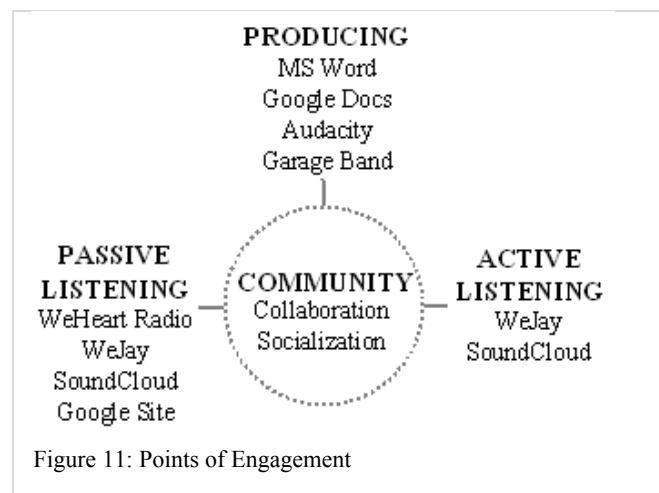 PRODUCING
MS Word
Google Docs
Audacity
Garage Band
PASSIVE
LISTENING
WeHeart Radio
WeJay
SoundCloud
Google Site
COMMUNITY
Collaboration
Socialization
ACTIVE
LISTENING
WeJay
SoundCloud
Figure 11: Points of Engagement